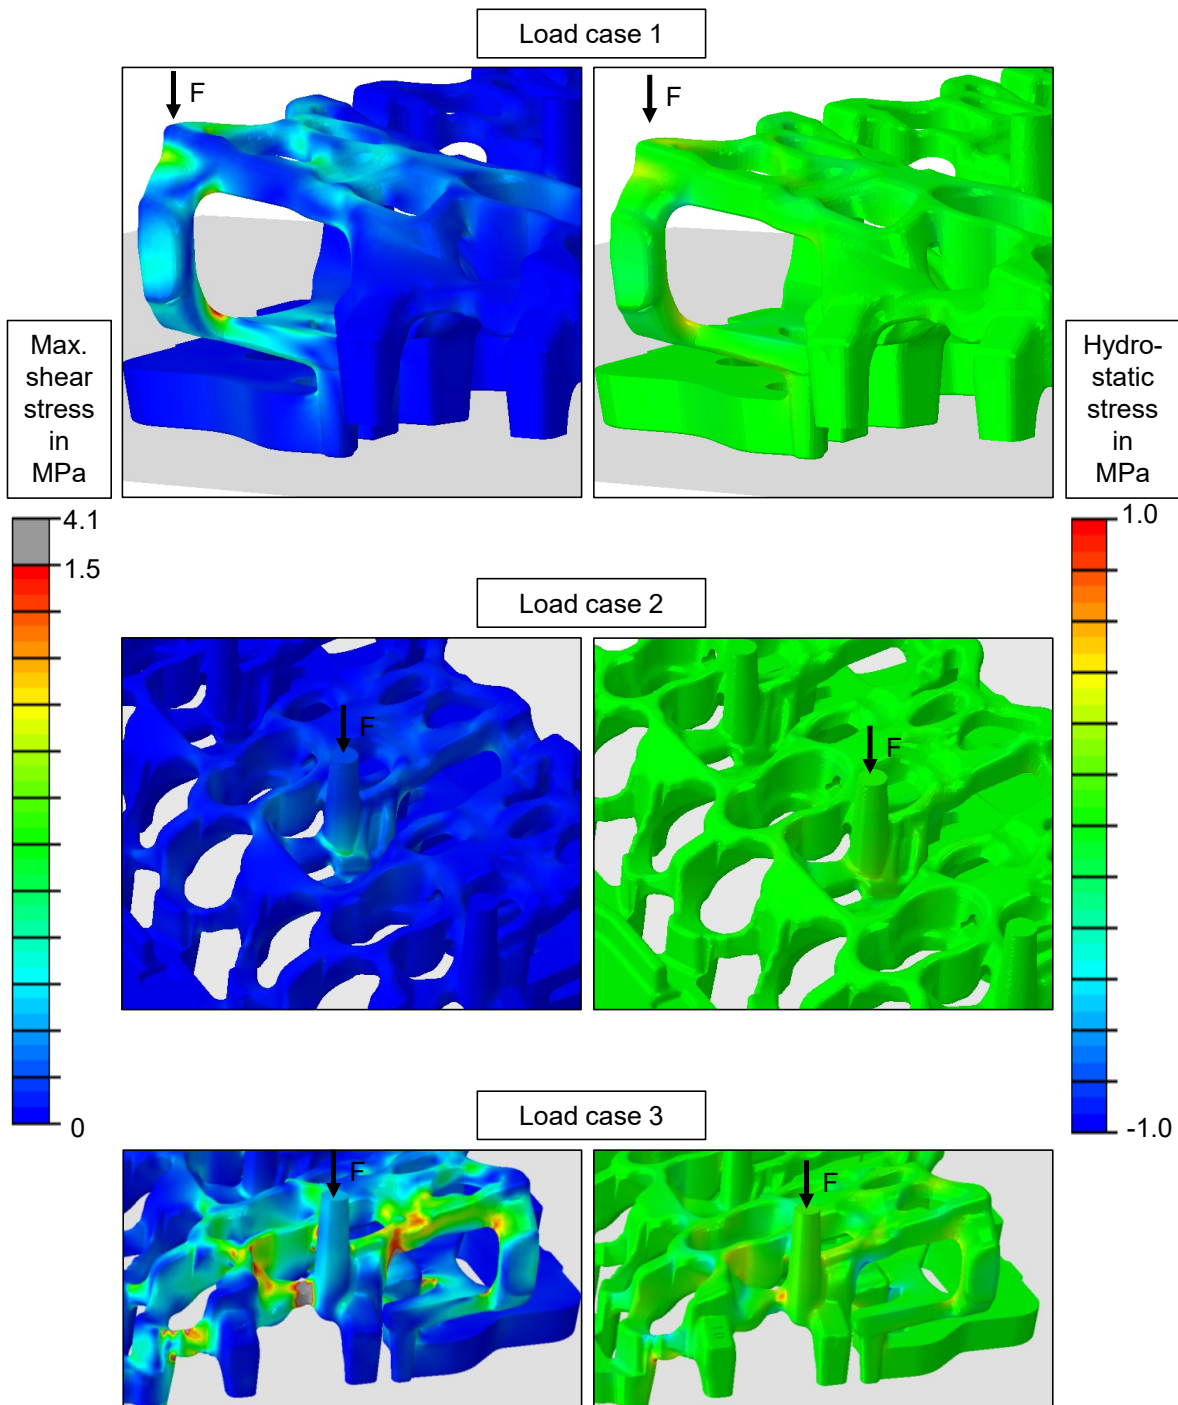 Load case 1
F
F
Max.
shear
stress
in
MPa
Hydro-
static
stress
in
MPa
4.1
1.5
0
1.0
-1.0
Load case 2
F
F
Load case 3
F
F